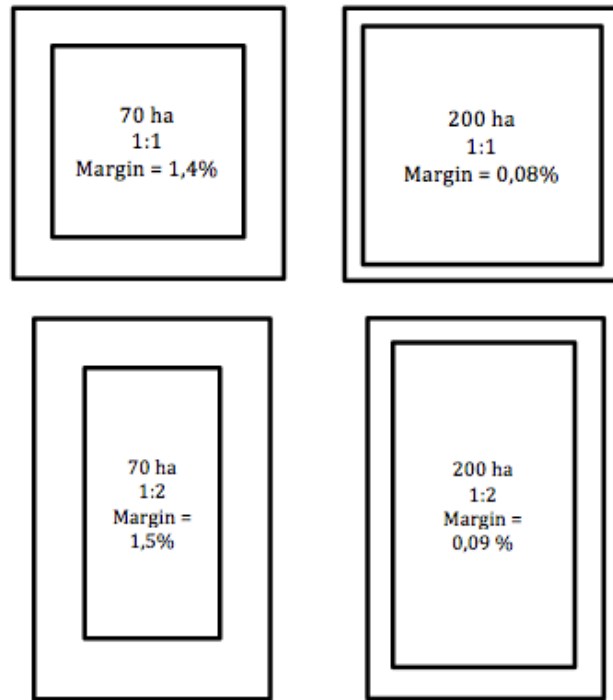 70 ha
1:1
Margin = 1,4%
200 ha
1:1
Margin = 0,08%
70 ha
1:2
Margin =
1,5%
200 ha
1:2
Margin =
0,09 %